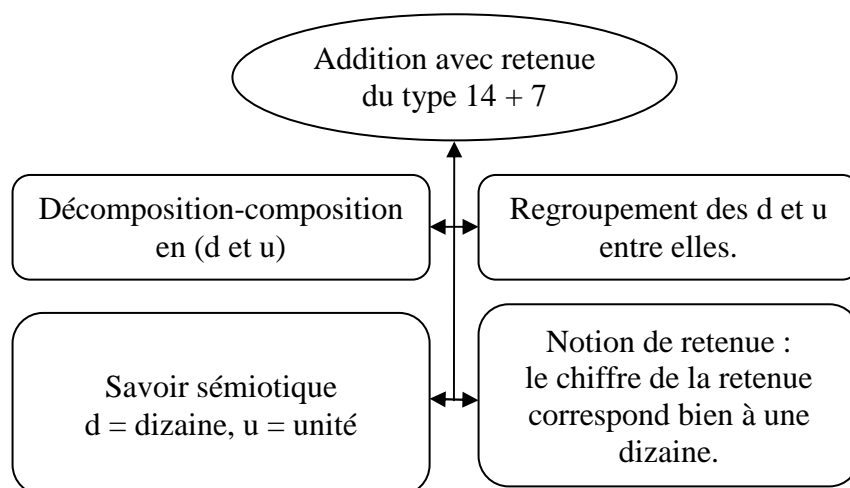 Addition avec retenue
du type 14 + 7
Décomposition-composition
en (d et u)
Regroupement des d et u
entre elles.
Savoir sémiotique
d = dizaine, u = unité
Notion de retenue :
le chiffre de la retenue
correspond bien à une
dizaine.